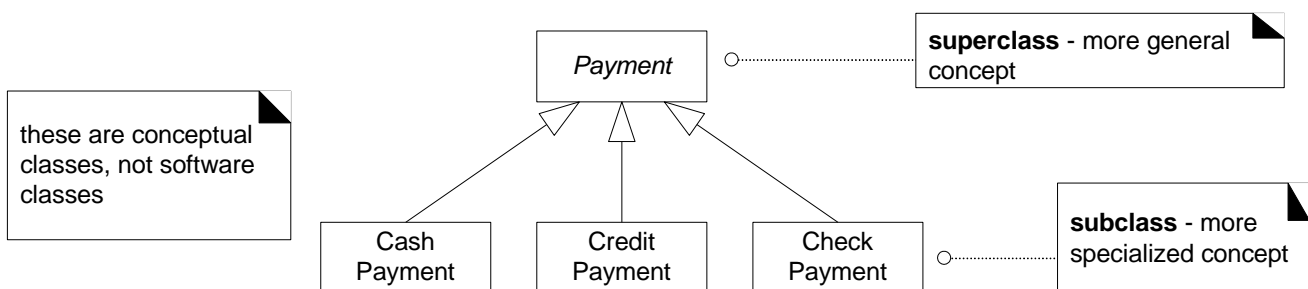 Payment
superclass - more general
concept
these are conceptual
classes, not software
classes
Cash
Payment
Credit
Payment
Check
Payment
subclass - more
specialized concept